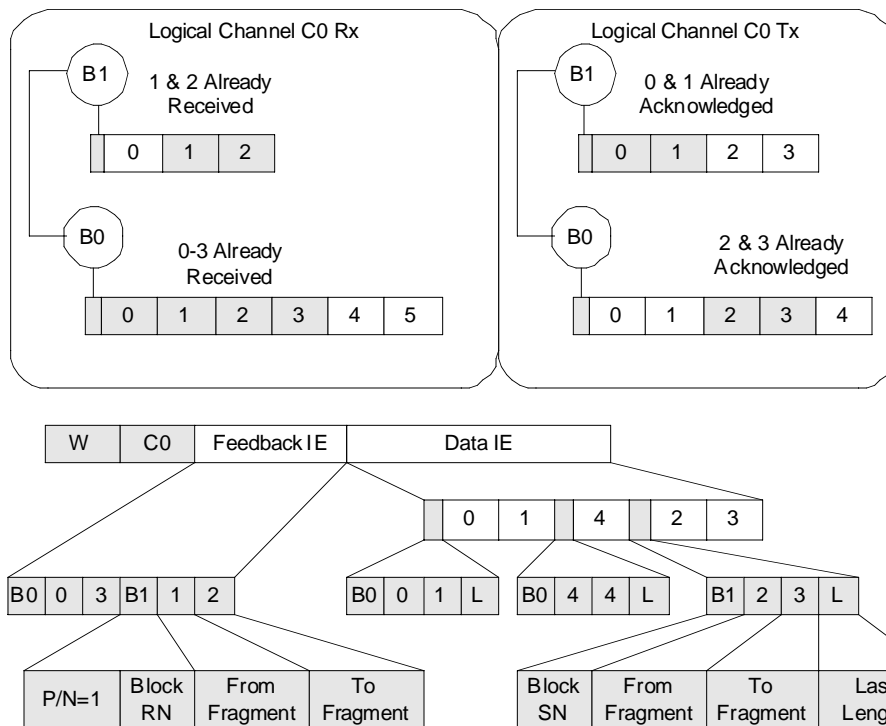 Logical Channel C0 Rx
Logical Channel C0 Tx
B1
1 & 2 Already
Received
0 1 2
B0
0-3 Already
Received
0 1 2 3 4 5
B1
0 & 1 Already
Acknowledged
0 1 2 3
B0
2 & 3 Already
Acknowledged
0 1 2 3 4
W C0 Feedback IE Data IE
0 1 4 2 3
B0 0 3 B1 1 2
B0 0 1 L
B0 4 4 L
B1 2 3 L
P/N=1
Block
RN
From
Fragment
To
Fragment
Block
SN
From
Fragment
To
Fragment
Las
Leng